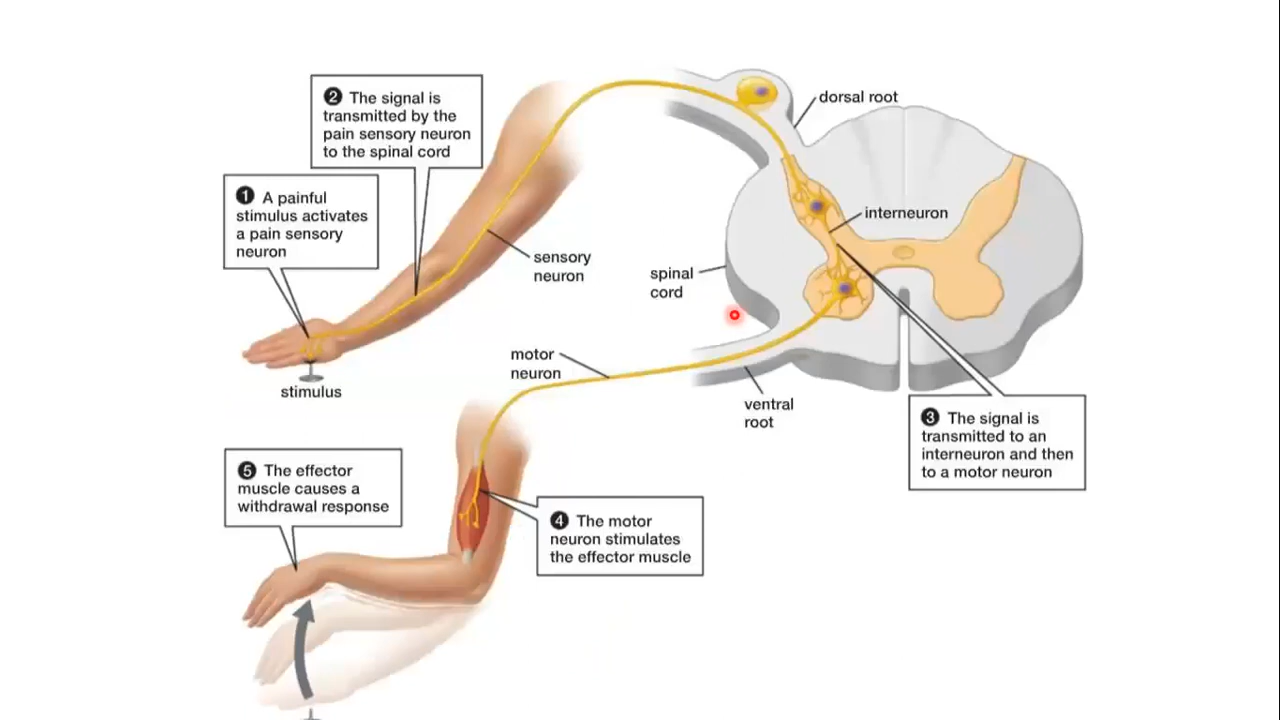 ❷ The signal is
transmitted by the
pain sensory neuron
to the spinal cord
❶ A painful
stimulus activates
a pain sensory
neuron
dorsal root
interneuron
sensory
neuron
spinal
cord
stimulus
motor
neuron
ventral
root
❸ The signal is
transmitted to an
interneuron and then
to a motor neuron
❺ The effector
muscle causes a
withdrawal response
❹ The motor
neuron stimulates
the effector muscle